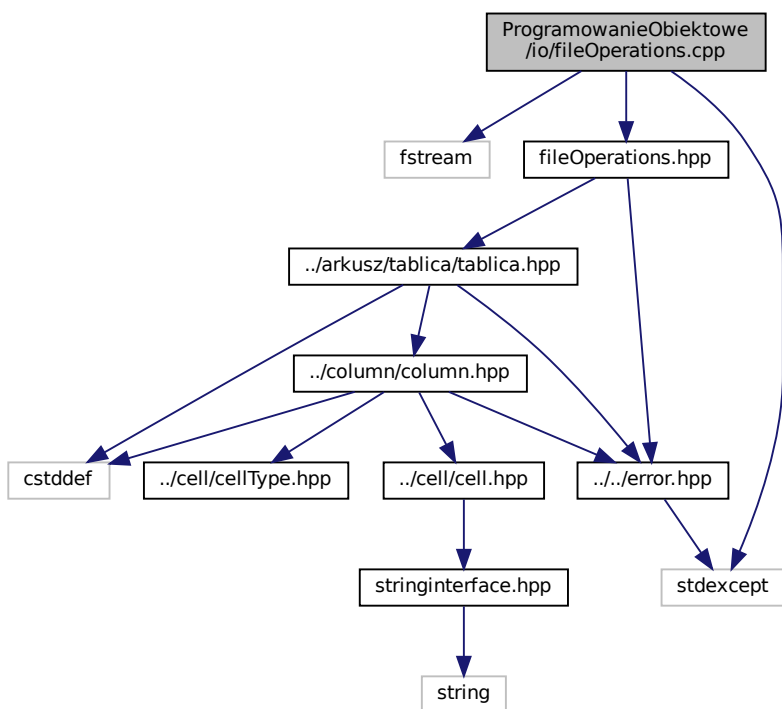 ProgramowanieObiektowe
/io/fileOperations.cpp
fstream
fileOperations.hpp
../arkusz/tablica/tablica.hpp
../column/column.hpp
cstddef
../cell/cellType.hpp
../cell/cell.hpp
../../error.hpp
stringinterface.hpp
stdexcept
string